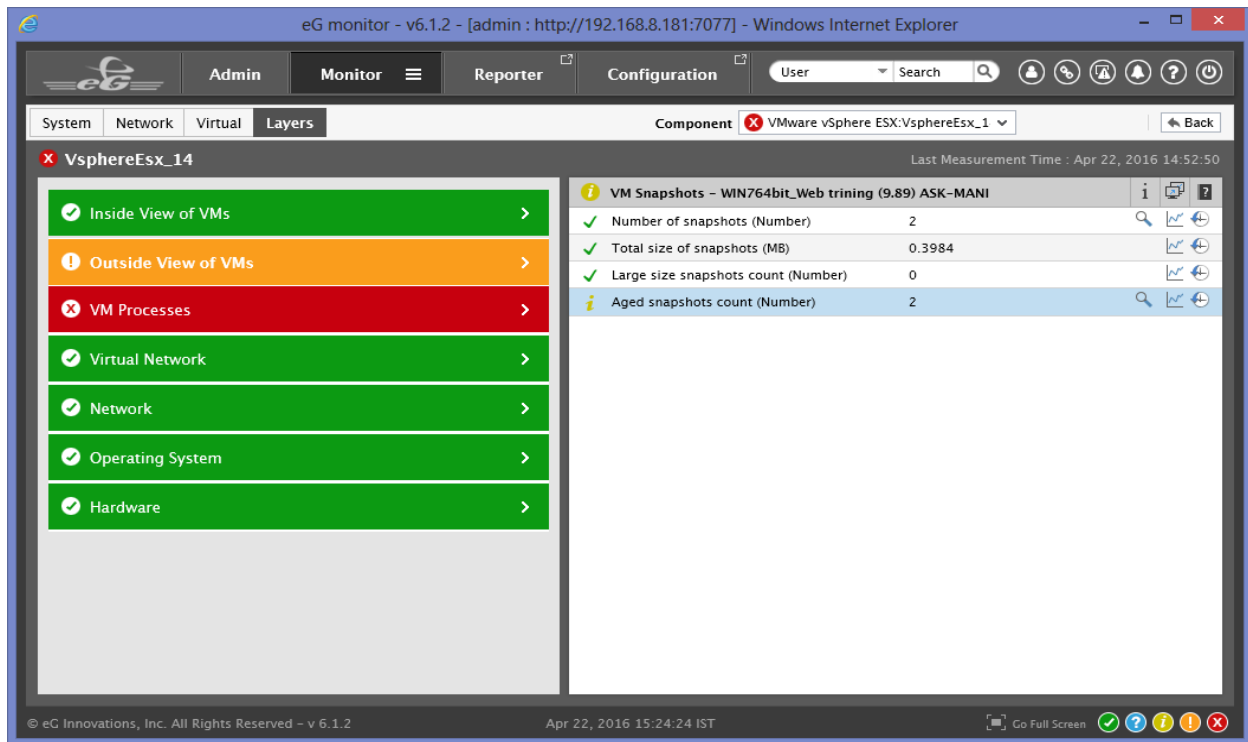 eG monitor - v6.1.2 - [admin : http://192.168.8.181:7077] - Windows Internet Explorer
eG Admin Monitor Reporter Configuration User Search
System Network Virtual Layers Component VMware vSphere ESX:VsphereEsx_1 Back
VsphereEsx_14 Last Measurement Time : Apr 22, 2016 14:52:50
Inside View of VMs
Outside View of VMs
VM Processes
Virtual Network
Network
Operating System
Hardware
VM Snapshots - WIN764bit_Web trining (9.89) ASK-MANI
Number of snapshots (Number) 2
Total size of snapshots (MB) 0.3984
Large size snapshots count (Number) 0
Aged snapshots count (Number) 2
© eG Innovations, Inc. All Rights Reserved - v 6.1.2 Apr 22, 2016 15:24:24 IST Go Full Screen